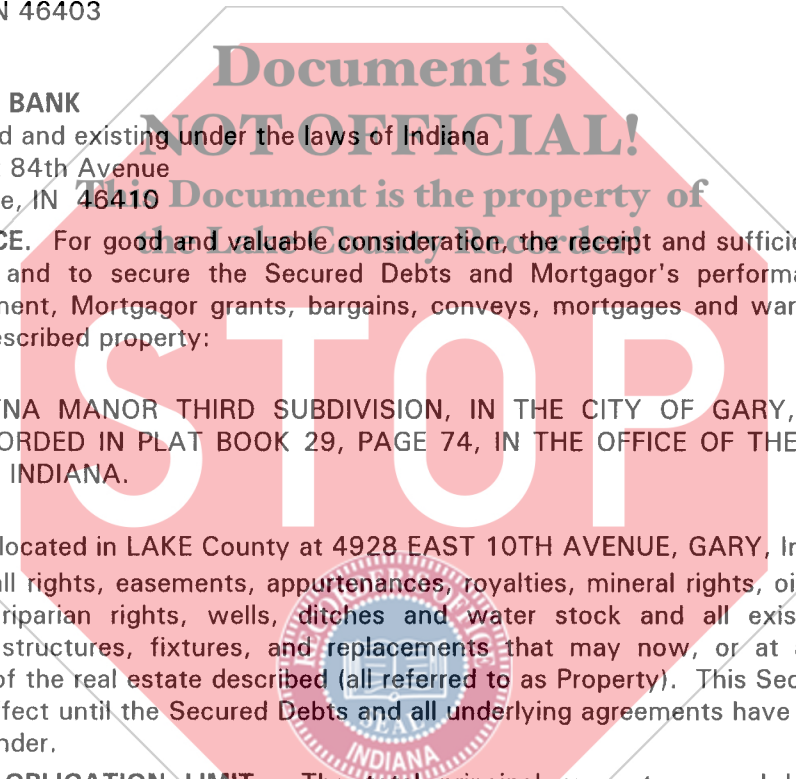 N 46403
Document is
BANK
NOT OFFICIAL!
d and existing under the laws of Indiana
84th Avenue
This Document is the property of
e, IN 46410
the Lake County Recorder!
CE. For good and valuable consideration, the receipt and sufficie
and to secure the Secured Debts and Mortgagor's performa
nent, Mortgagor grants, bargains, conveys, mortgages and war
escribed property:
STOP
NA MANOR THIRD SUBDIVISION, IN THE CITY OF GARY,
ORDED IN PLAT BOOK 29, PAGE 74, IN THE OFFICE OF THE
INDIANA.
located in LAKE County at 4928 EAST 10TH AVENUE, GARY, In
all rights, easements, appurtenances, royalties, mineral rights, oi
riparian rights, wells, ditches and water stock and all exis
structures, fixtures, and replacements that may now, or at
of the real estate described (all referred to as Property). This Sec
fect until the Secured Debts and all underlying agreements have
nder.
SEAL
INDIANA